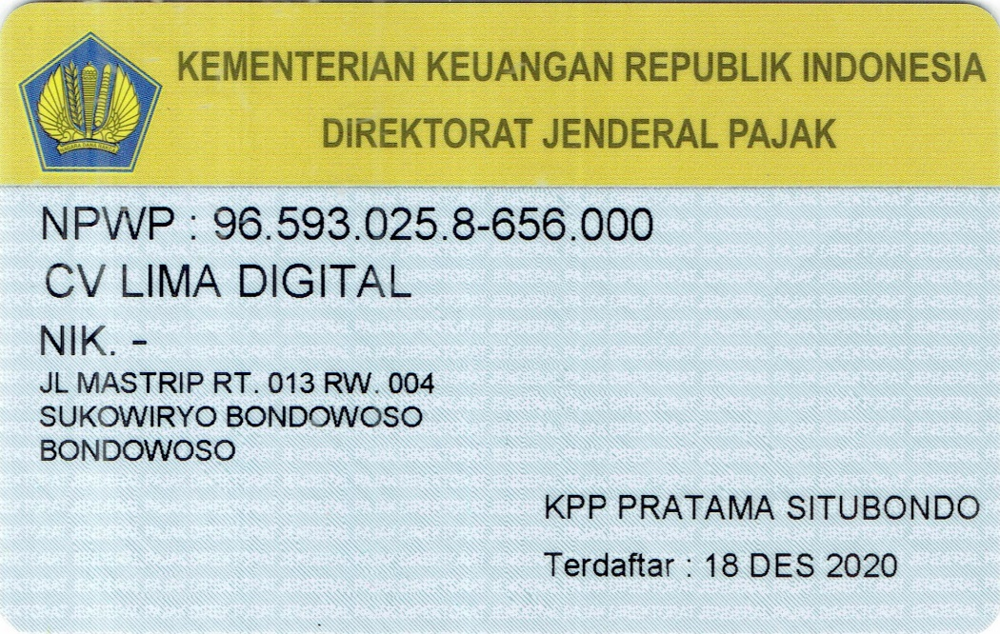 KEMENTERIAN KEUANGAN REPUBLIK INDONESIA
DIREKTORAT JENDERAL PAJAK
NPWP : 96.593.025.8-656.000
CV LIMA DIGITAL
NIK. -
JL MASTRIP RT. 013 RW. 004
SUKOWIRYO BONDOWOSO
BONDOWOSO
KPP PRATAMA SITUBONDO
Terdaftar : 18 DES 2020